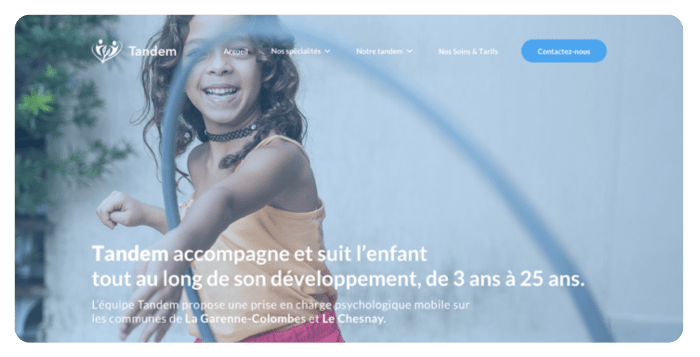 Tandem
Accueil
Nos spécialités
Notre tandem
Nos Soins & Tarifs
Contactez-nous
Tandem accompagne et suit l'enfant
tout au long de son développement, de 3 ans à 25 ans.
L'équipe Tandem propose une prise en charge psychologique mobile sur
les communes de La Garenne-Colombes et Le Chesnay.